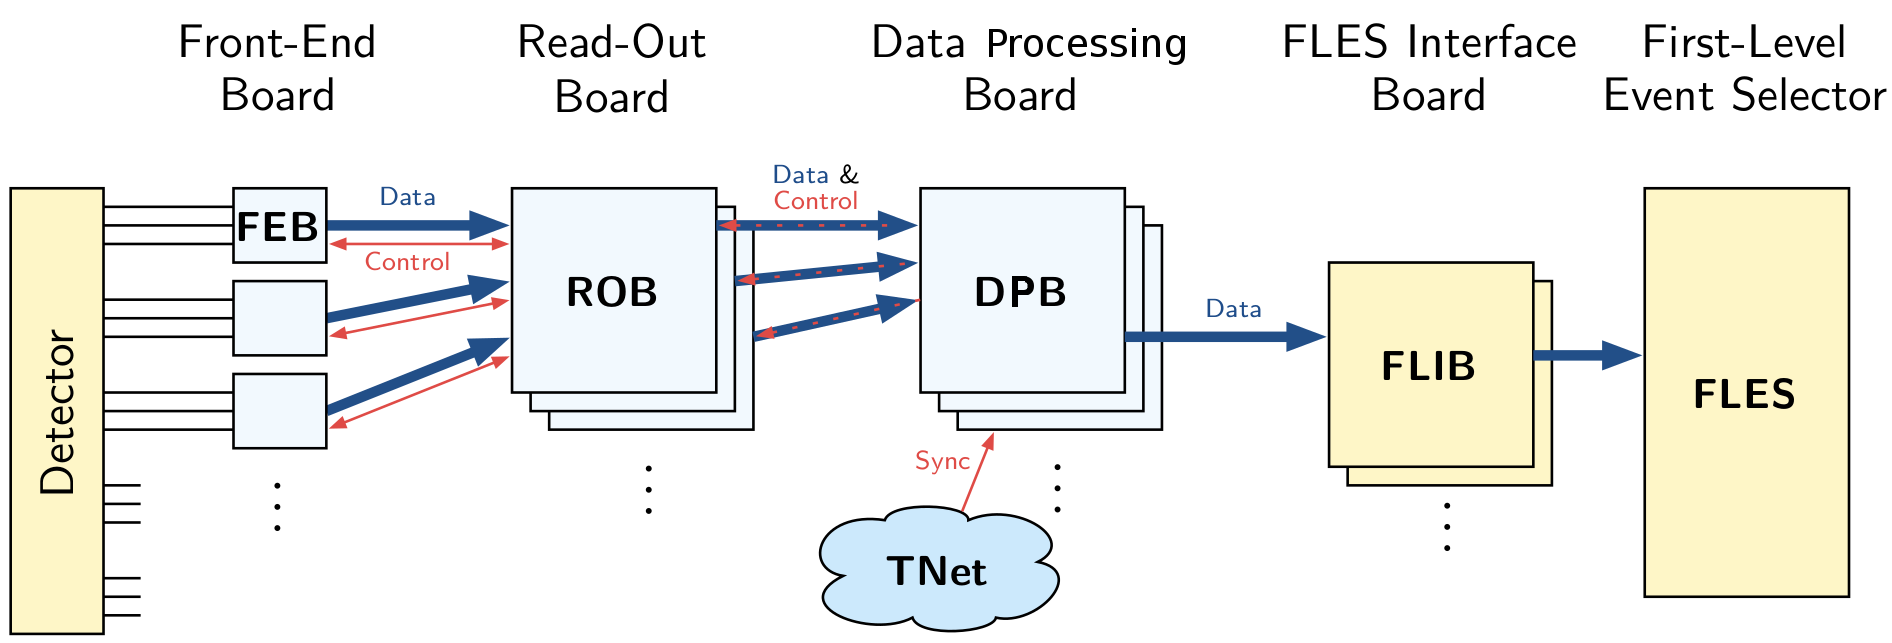 Front-End
Board
Read-Out
Board
Data Processing
Board
FLES Interface
Board
First-Level
Event Selector
Detector
FEB
Data
Control
ROB
Data &
Control
DPB
Data
FLIB
FLES
Sync
TNet